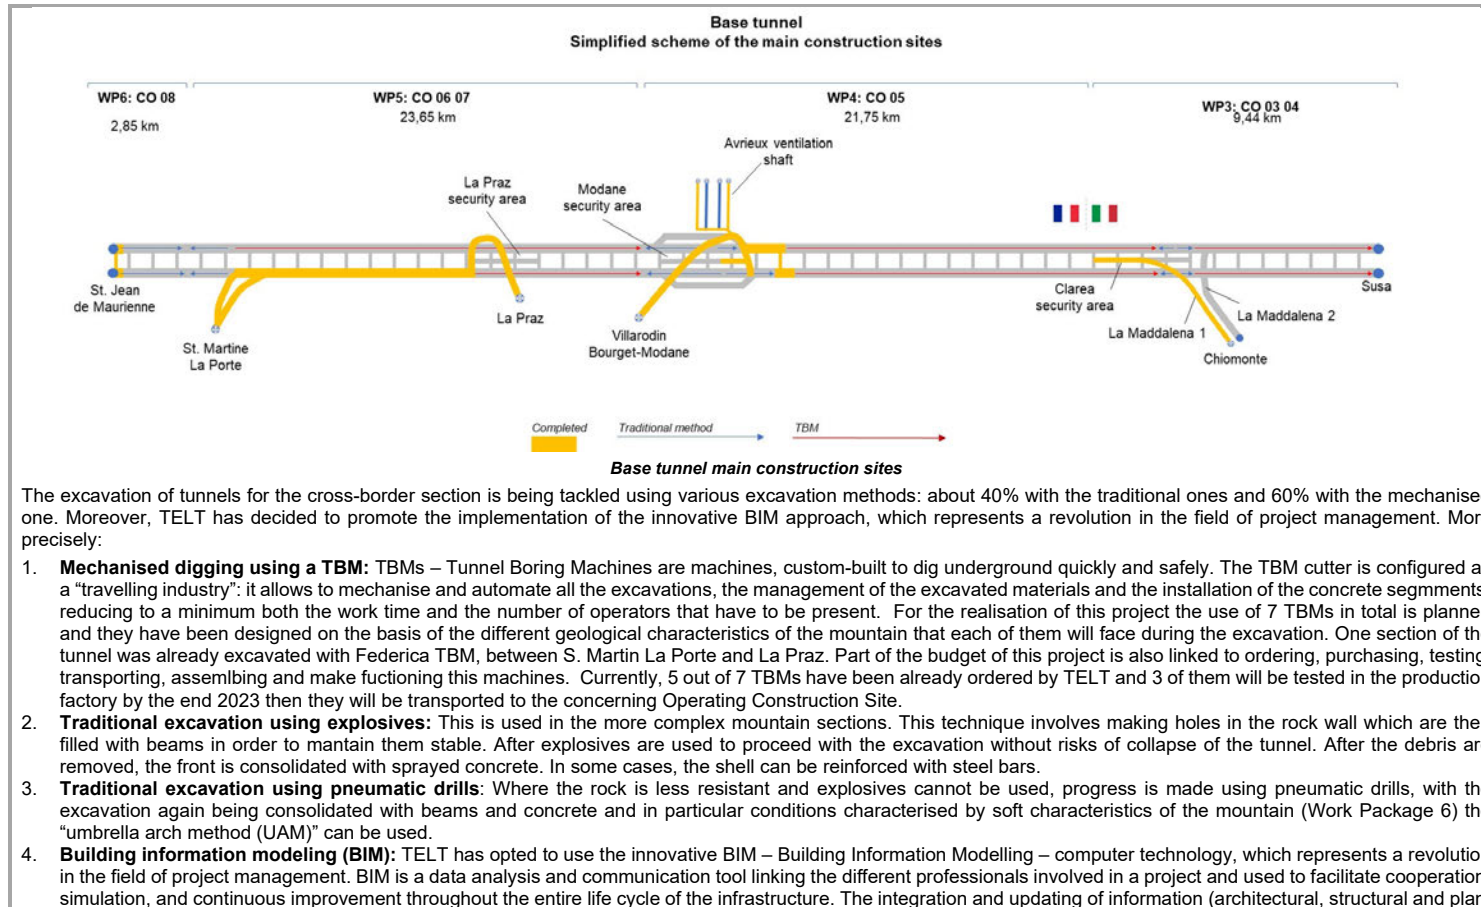 Base tunnel
Simplified scheme of the main construction sites
WP6: CO 08
2,85 km
WP5: CO 06 07
23,65 km
WP4: CO 05
21,75 km
WP3: CO 03 04
9,44 km
Avrieux ventilation
shaft
La Praz
security area
Modane
security area
St. Jean
de Maurienne
St. Martine
La Porte
La Praz
Villarodin
Bourget-Modane
Clarea
security area
La Maddalena 1
La Maddalena 2
Chiomonte
Susa
Completed
Traditional method
TBM
Base tunnel main construction sites
The excavation of tunnels for the cross-border section is being tackled using various excavation methods: about 40% with the traditional ones and 60% with the mechanise
one. Moreover, TELT has decided to promote the implementation of the innovative BIM approach, which represents a revolution in the field of project management. Mor
precisely:
1. Mechanised digging using a TBM: TBMs – Tunnel Boring Machines are machines, custom-built to dig underground quickly and safely. The TBM cutter is configured a
a “travelling industry”: it allows to mechanise and automate all the excavations, the management of the excavated materials and the installation of the concrete segmments
reducing to a minimum both the work time and the number of operators that have to be present. For the realisation of this project the use of 7 TBMs in total is planne
and they have been designed on the basis of the different geological characteristics of the mountain that each of them will face during the excavation. One section of th
tunnel was already excavated with Federica TBM, between S. Martin La Porte and La Praz. Part of the budget of this project is also linked to ordering, purchasing, testing
transporting, assemlbing and make fuctioning this machines. Currently, 5 out of 7 TBMs have been already ordered by TELT and 3 of them will be tested in the productio
factory by the end 2023 then they will be transported to the concerning Operating Construction Site.
2. Traditional excavation using explosives: This is used in the more complex mountain sections. This technique involves making holes in the rock wall which are the
filled with beams in order to mantain them stable. After explosives are used to proceed with the excavation without risks of collapse of the tunnel. After the debris ar
removed, the front is consolidated with sprayed concrete. In some cases, the shell can be reinforced with steel bars.
3. Traditional excavation using pneumatic drills: Where the rock is less resistant and explosives cannot be used, progress is made using pneumatic drills, with th
excavation again being consolidated with beams and concrete and in particular conditions characterised by soft characteristics of the mountain (Work Package 6) th
“umbrella arch method (UAM)” can be used.
4. Building information modeling (BIM): TELT has opted to use the innovative BIM – Building Information Modelling – computer technology, which represents a revolutio
in the field of project management. BIM is a data analysis and communication tool linking the different professionals involved in a project and used to facilitate cooperation
simulation, and continuous improvement throughout the entire life cycle of the infrastructure. The integration and updating of information (architectural, structural and plan